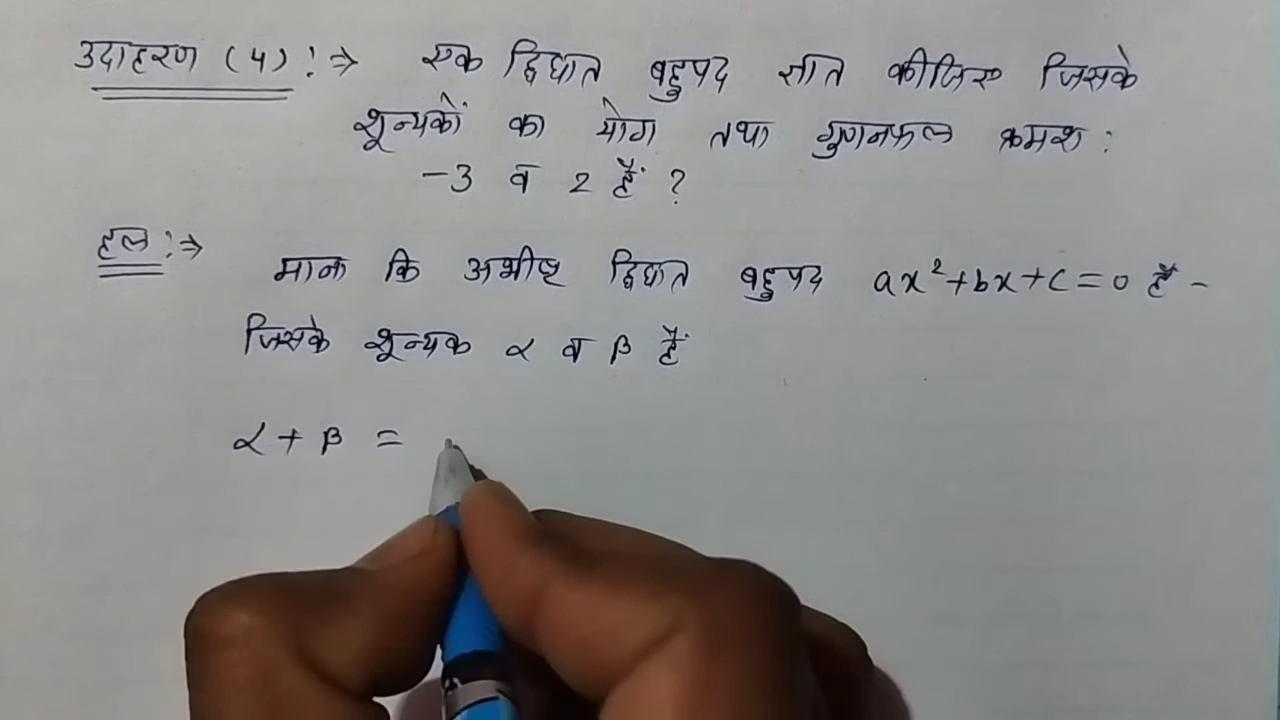 उदाहरण (4) :⇒ एक द्विघात बहुपद ज्ञात कीजिए जिसके
शून्यकों का योग तथा गुणनफल क्रमश:
-3 व 2 हैं ?
हल :⇒
माना कि अभीष्ट द्विघात बहुपद ax²+bx+c=0 है -
जिसके शून्यक α व β हैं
α + β =